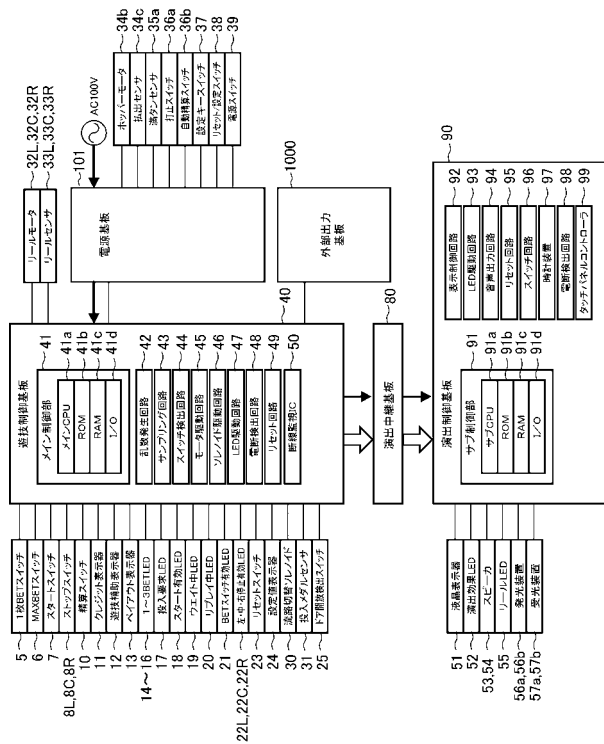 リールモータ 32L,32C,32R
リールセンサ 33L,33C,33R
AC100V
101
電源基板
ホッパーモータ 34b
払出センサ 34c
満タンセンサ 35a
打止スイッチ 36a
自動精算スイッチ 36b
設定キースイッチ 37
リセット/設定スイッチ 38
電源スイッチ 39
1000
外部出力
基板
遊技制御基板
40
メイン制御部
41
メインCPU 41a
ROM 41b
RAM 41c
I/O 41d
乱数発生回路 42
サンプリング回路 43
スイッチ検出回路 44
モータ駆動回路 45
ソレノイド駆動回路 46
LED駆動回路 47
電断検出回路 48
リセット回路 49
断線監視IC 50
5 1枚BETスイッチ
6 MAXBETスイッチ
7 スタートスイッチ
8L,8C,8R ストップスイッチ
10 精算スイッチ
11 クレジット表示器
12 遊技補助表示器
13 ペイアウト表示器
14～16 1～3BETLED
17 投入要求LED
18 スタート有効LED
19 ウエイト中LED
20 リプレイ中LED
21 BETスイッチ有効LED
22L,22C,22R 左・中・右停止有効LED
23 リセットスイッチ
24 設定値表示器
30 流路切替ソレノイド
31 投入メダルセンサ
25 ドア開放検出スイッチ
演出中継基板
80
演出制御基板
90
サブ制御部
91
サブCPU 91a
ROM 91b
RAM 91c
I/O 91d
表示制御回路 92
LED駆動回路 93
音声出力回路 94
リセット回路 95
スイッチ回路 96
時計装置 97
電断検出回路 98
タッチパネルコントローラ 99
51 液晶表示器
52 演出効果LED
53,54 スピーカ
55 リールLED
56a,56b 発光装置
57a,57b 受光装置